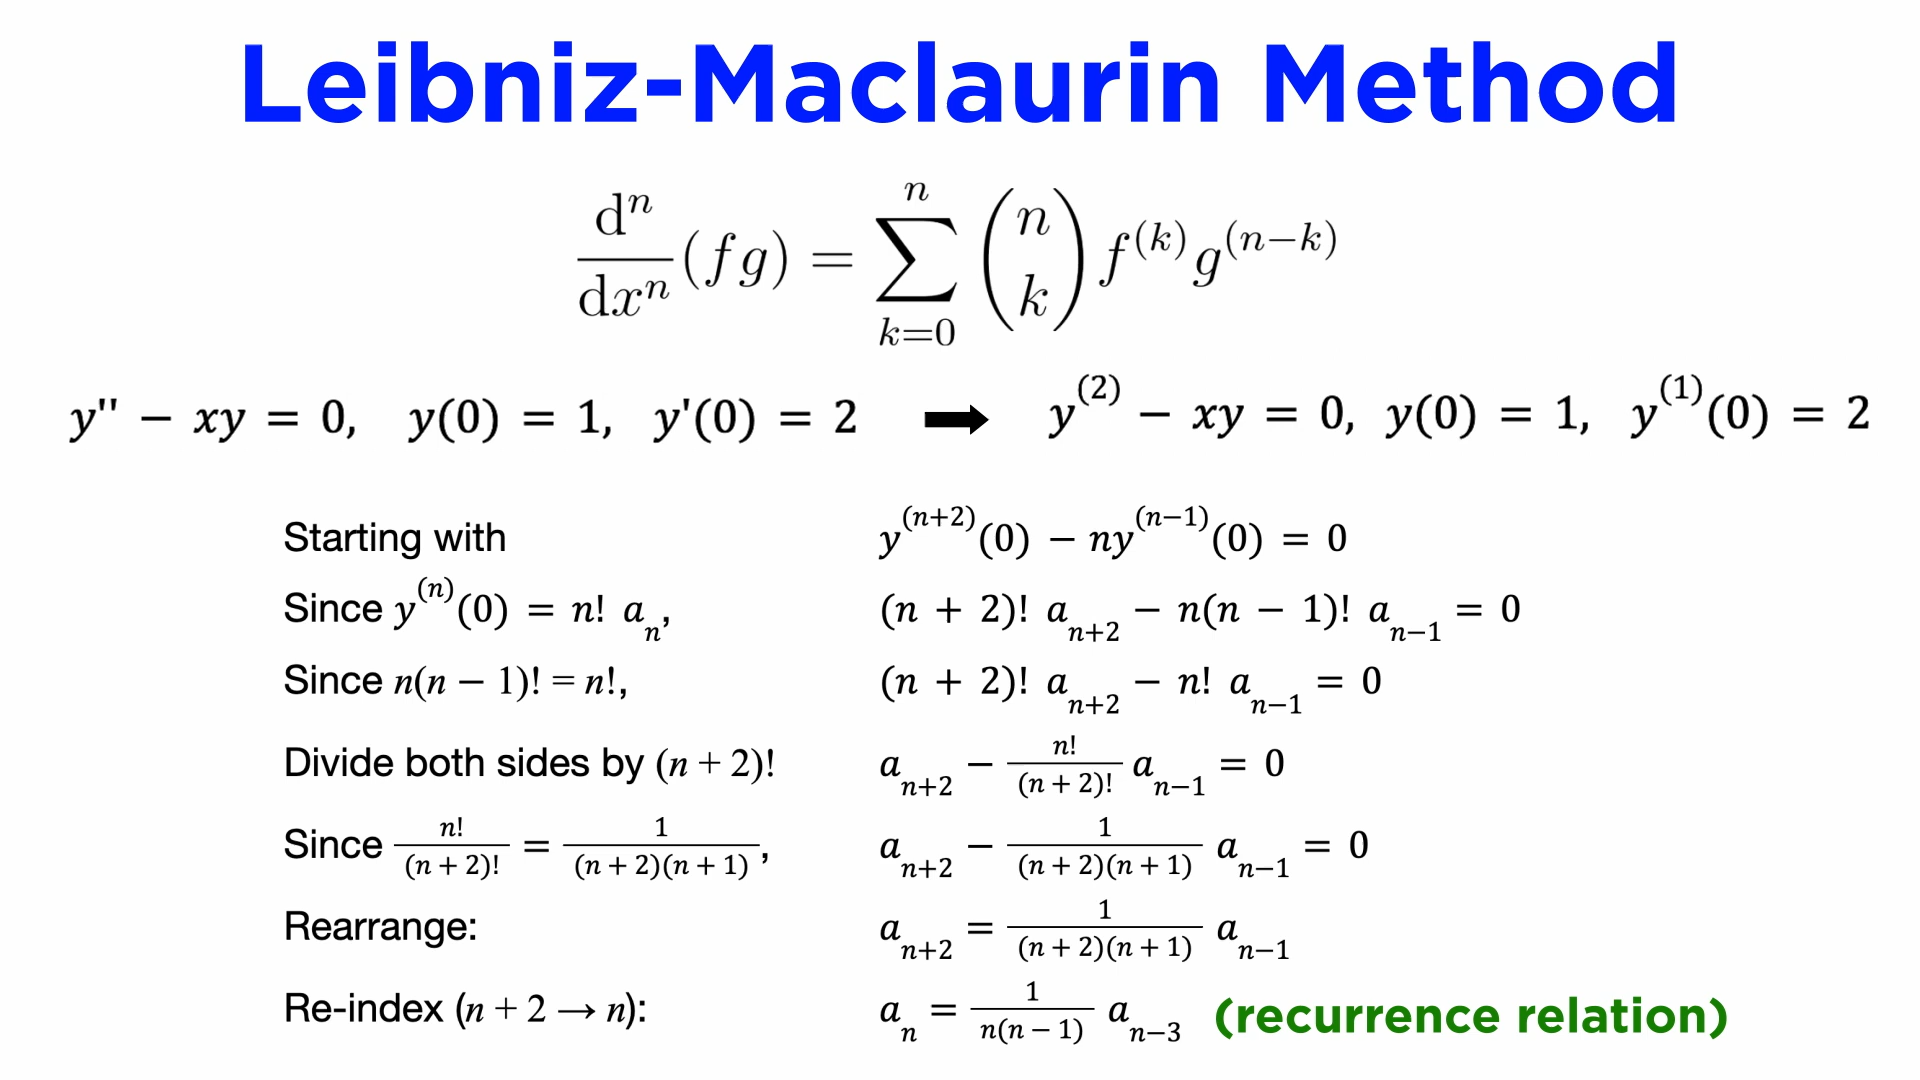 Leibniz-Maclaurin Method
dⁿ/dxⁿ (fg) = ∑_{k=0}^{n} (n k) f^{(k)} g^{(n−k)}
y'' − xy = 0, y(0) = 1, y'(0) = 2 ➡ y^{(2)} − xy = 0, y(0) = 1, y^{(1)}(0) = 2
Starting with y^{(n+2)}(0) − ny^{(n−1)}(0) = 0
Since y^{(n)}(0) = n! a_n, (n + 2)! a_{n+2} − n(n − 1)! a_{n−1} = 0
Since n(n − 1)! = n!, (n + 2)! a_{n+2} − n! a_{n−1} = 0
Divide both sides by (n + 2)! a_{n+2} − n!/(n + 2)! a_{n−1} = 0
Since n!/(n + 2)! = 1/((n + 2)(n + 1)), a_{n+2} − 1/((n + 2)(n + 1)) a_{n−1} = 0
Rearrange: a_{n+2} = 1/((n + 2)(n + 1)) a_{n−1}
Re-index (n + 2 → n): a_n = 1/(n(n − 1)) a_{n−3} (recurrence relation)